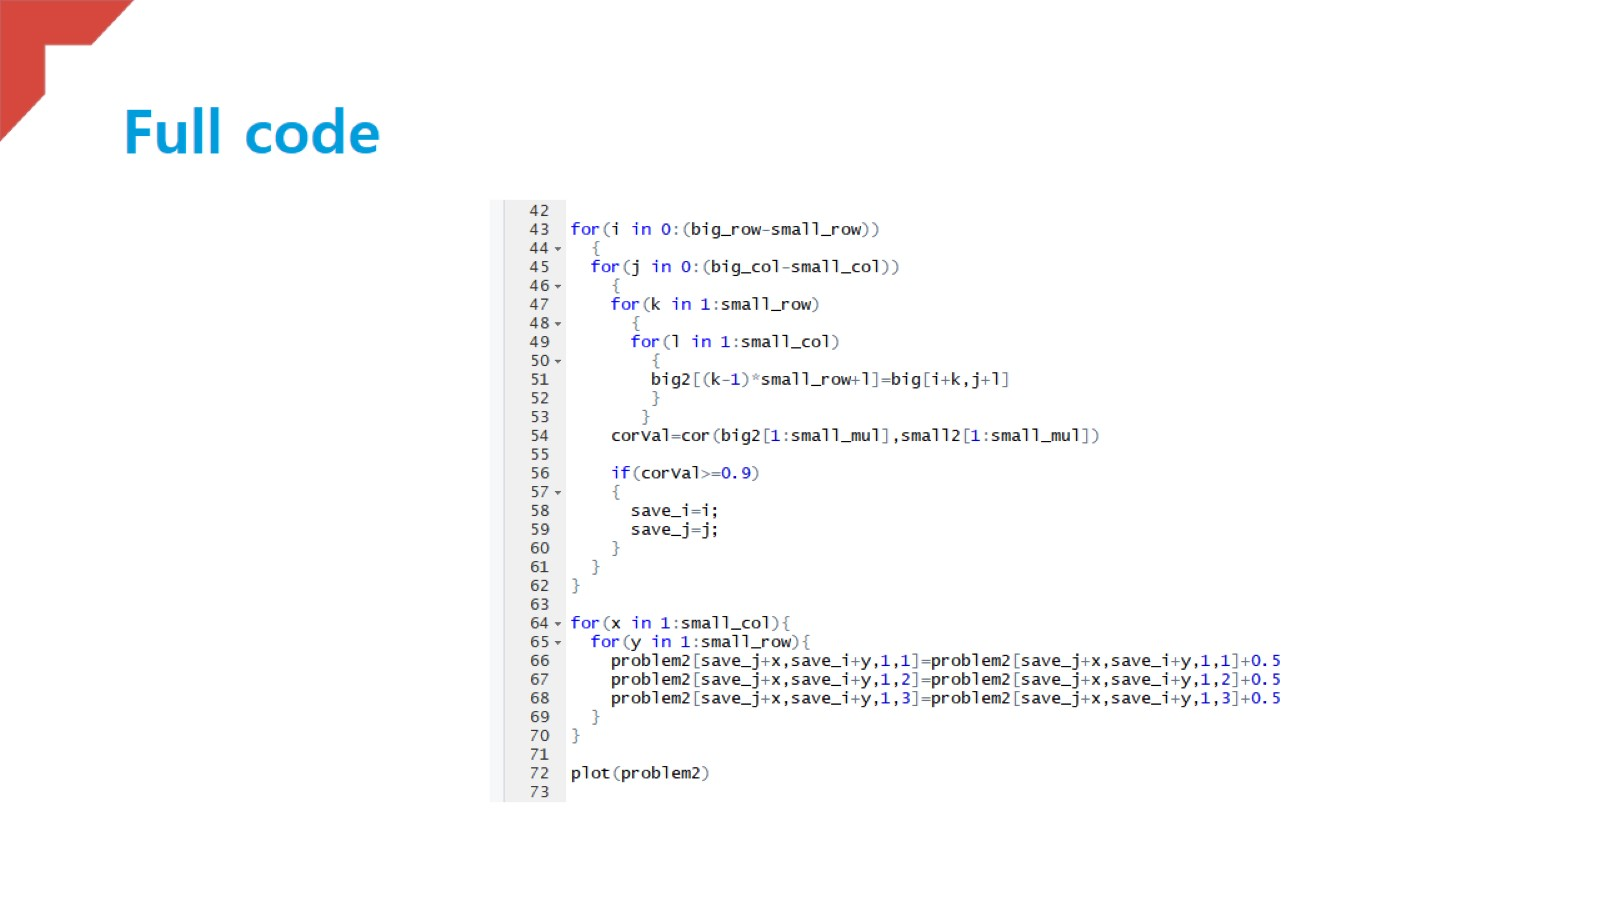 Full code
42
43 for(i in 0:(big_row-small_row))
44 {
45 for(j in 0:(big_col-small_col))
46 {
47 for(k in 1:small_row)
48 {
49 for(l in 1:small_col)
50 {
51 big2[(k-1)*small_row+l]=big[i+k,j+l]
52 }
53 }
54 corVal=cor(big2[1:small_mul],small2[1:small_mul])
55
56 if(corVal>=0.9)
57 {
58 save_i=i;
59 save_j=j;
60 }
61 }
62 }
63
64 for(x in 1:small_col){
65 for(y in 1:small_row){
66 problem2[save_j+x,save_i+y,1,1]=problem2[save_j+x,save_i+y,1,1]+0.5
67 problem2[save_j+x,save_i+y,1,2]=problem2[save_j+x,save_i+y,1,2]+0.5
68 problem2[save_j+x,save_i+y,1,3]=problem2[save_j+x,save_i+y,1,3]+0.5
69 }
70 }
71
72 plot(problem2)
73